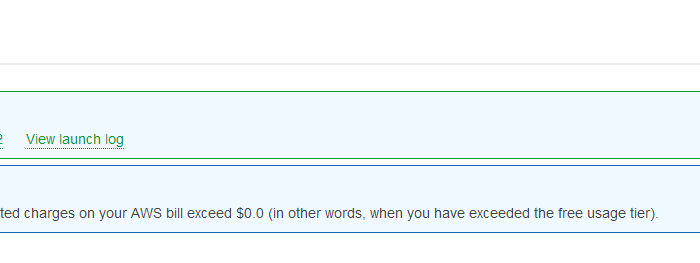 2 View launch log
ted charges on your AWS bill exceed $0.0 (in other words, when you have exceeded the free usage tier).